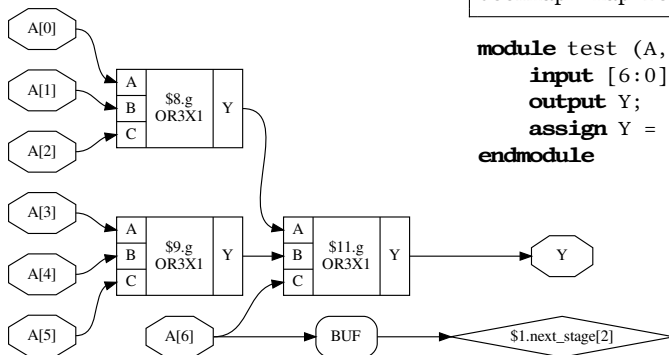 module test (A,
input [6:0]
output Y;
assign Y =
endmodule
A[0]
A[1]
A[2]
A
B
C
$8.g
OR3X1
Y
A[3]
A[4]
A[5]
A
B
C
$9.g
OR3X1
Y
A
B
C
$11.g
OR3X1
Y
Y
A[6]
BUF
$1.next_stage[2]